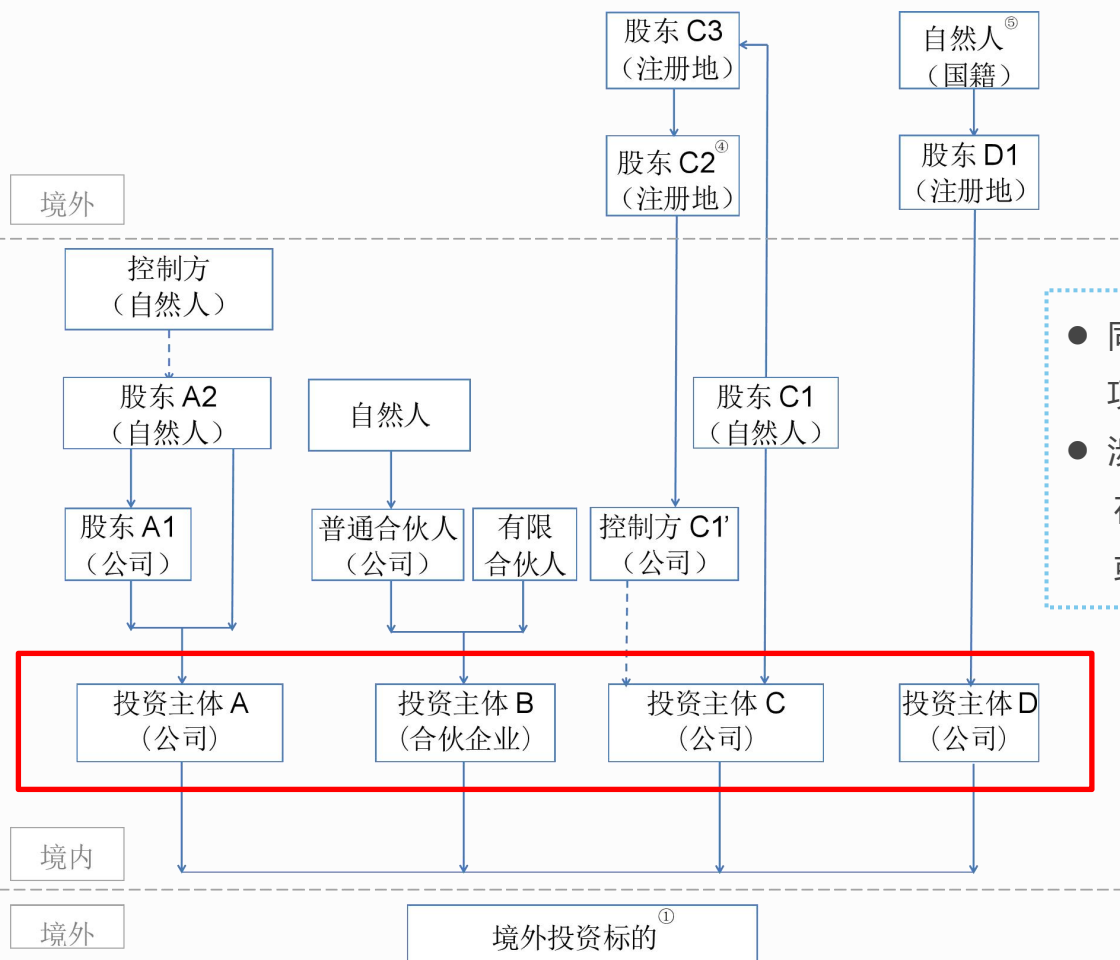 股东 C3
（注册地）
自然人⑤
（国籍）
股东 C2④
（注册地）
股东 D1
（注册地）
境外
控制方
（自然人）
股东 A2
（自然人）
自然人
股东 C1
（自然人）
股东 A1
（公司）
普通合伙人
（公司）
有限
合伙人
控制方 C1’
（公司）
投资主体 A
（公司）
投资主体 B
（合伙企业）
投资主体 C
（公司）
投资主体 D
（公司）
境内
境外
境外投资标的①